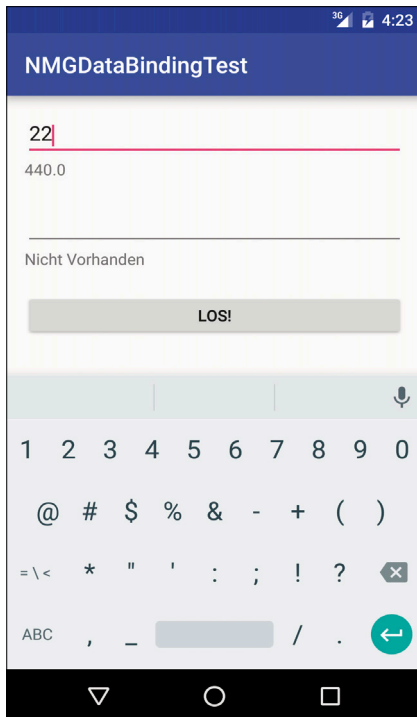 3G 4:23
NMGDataBindingTest
22
440.0
Nicht Vorhanden
LOS!
1 2 3 4 5 6 7 8 9 0
@ # $ % & - + ( )
= \ < * " ' : ; ! ?
ABC , _ / .